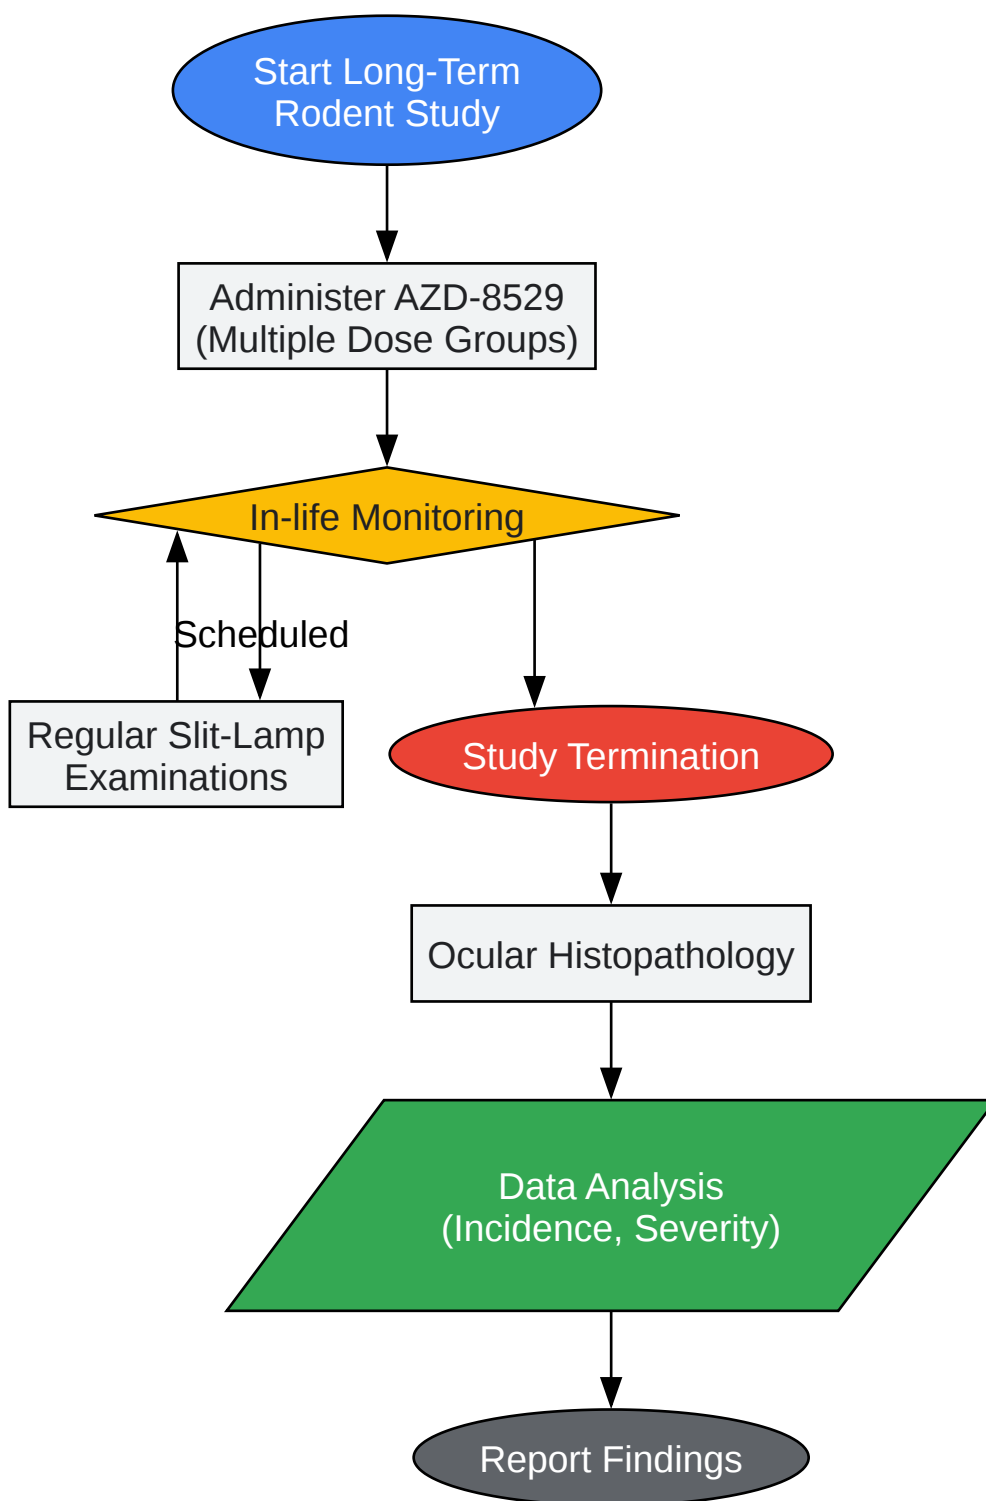 Start Long-Term
Rodent Study
Administer AZD-8529
(Multiple Dose Groups)
In-life Monitoring
Scheduled
Regular Slit-Lamp
Examinations
Study Termination
Ocular Histopathology
Data Analysis
(Incidence, Severity)
Report Findings